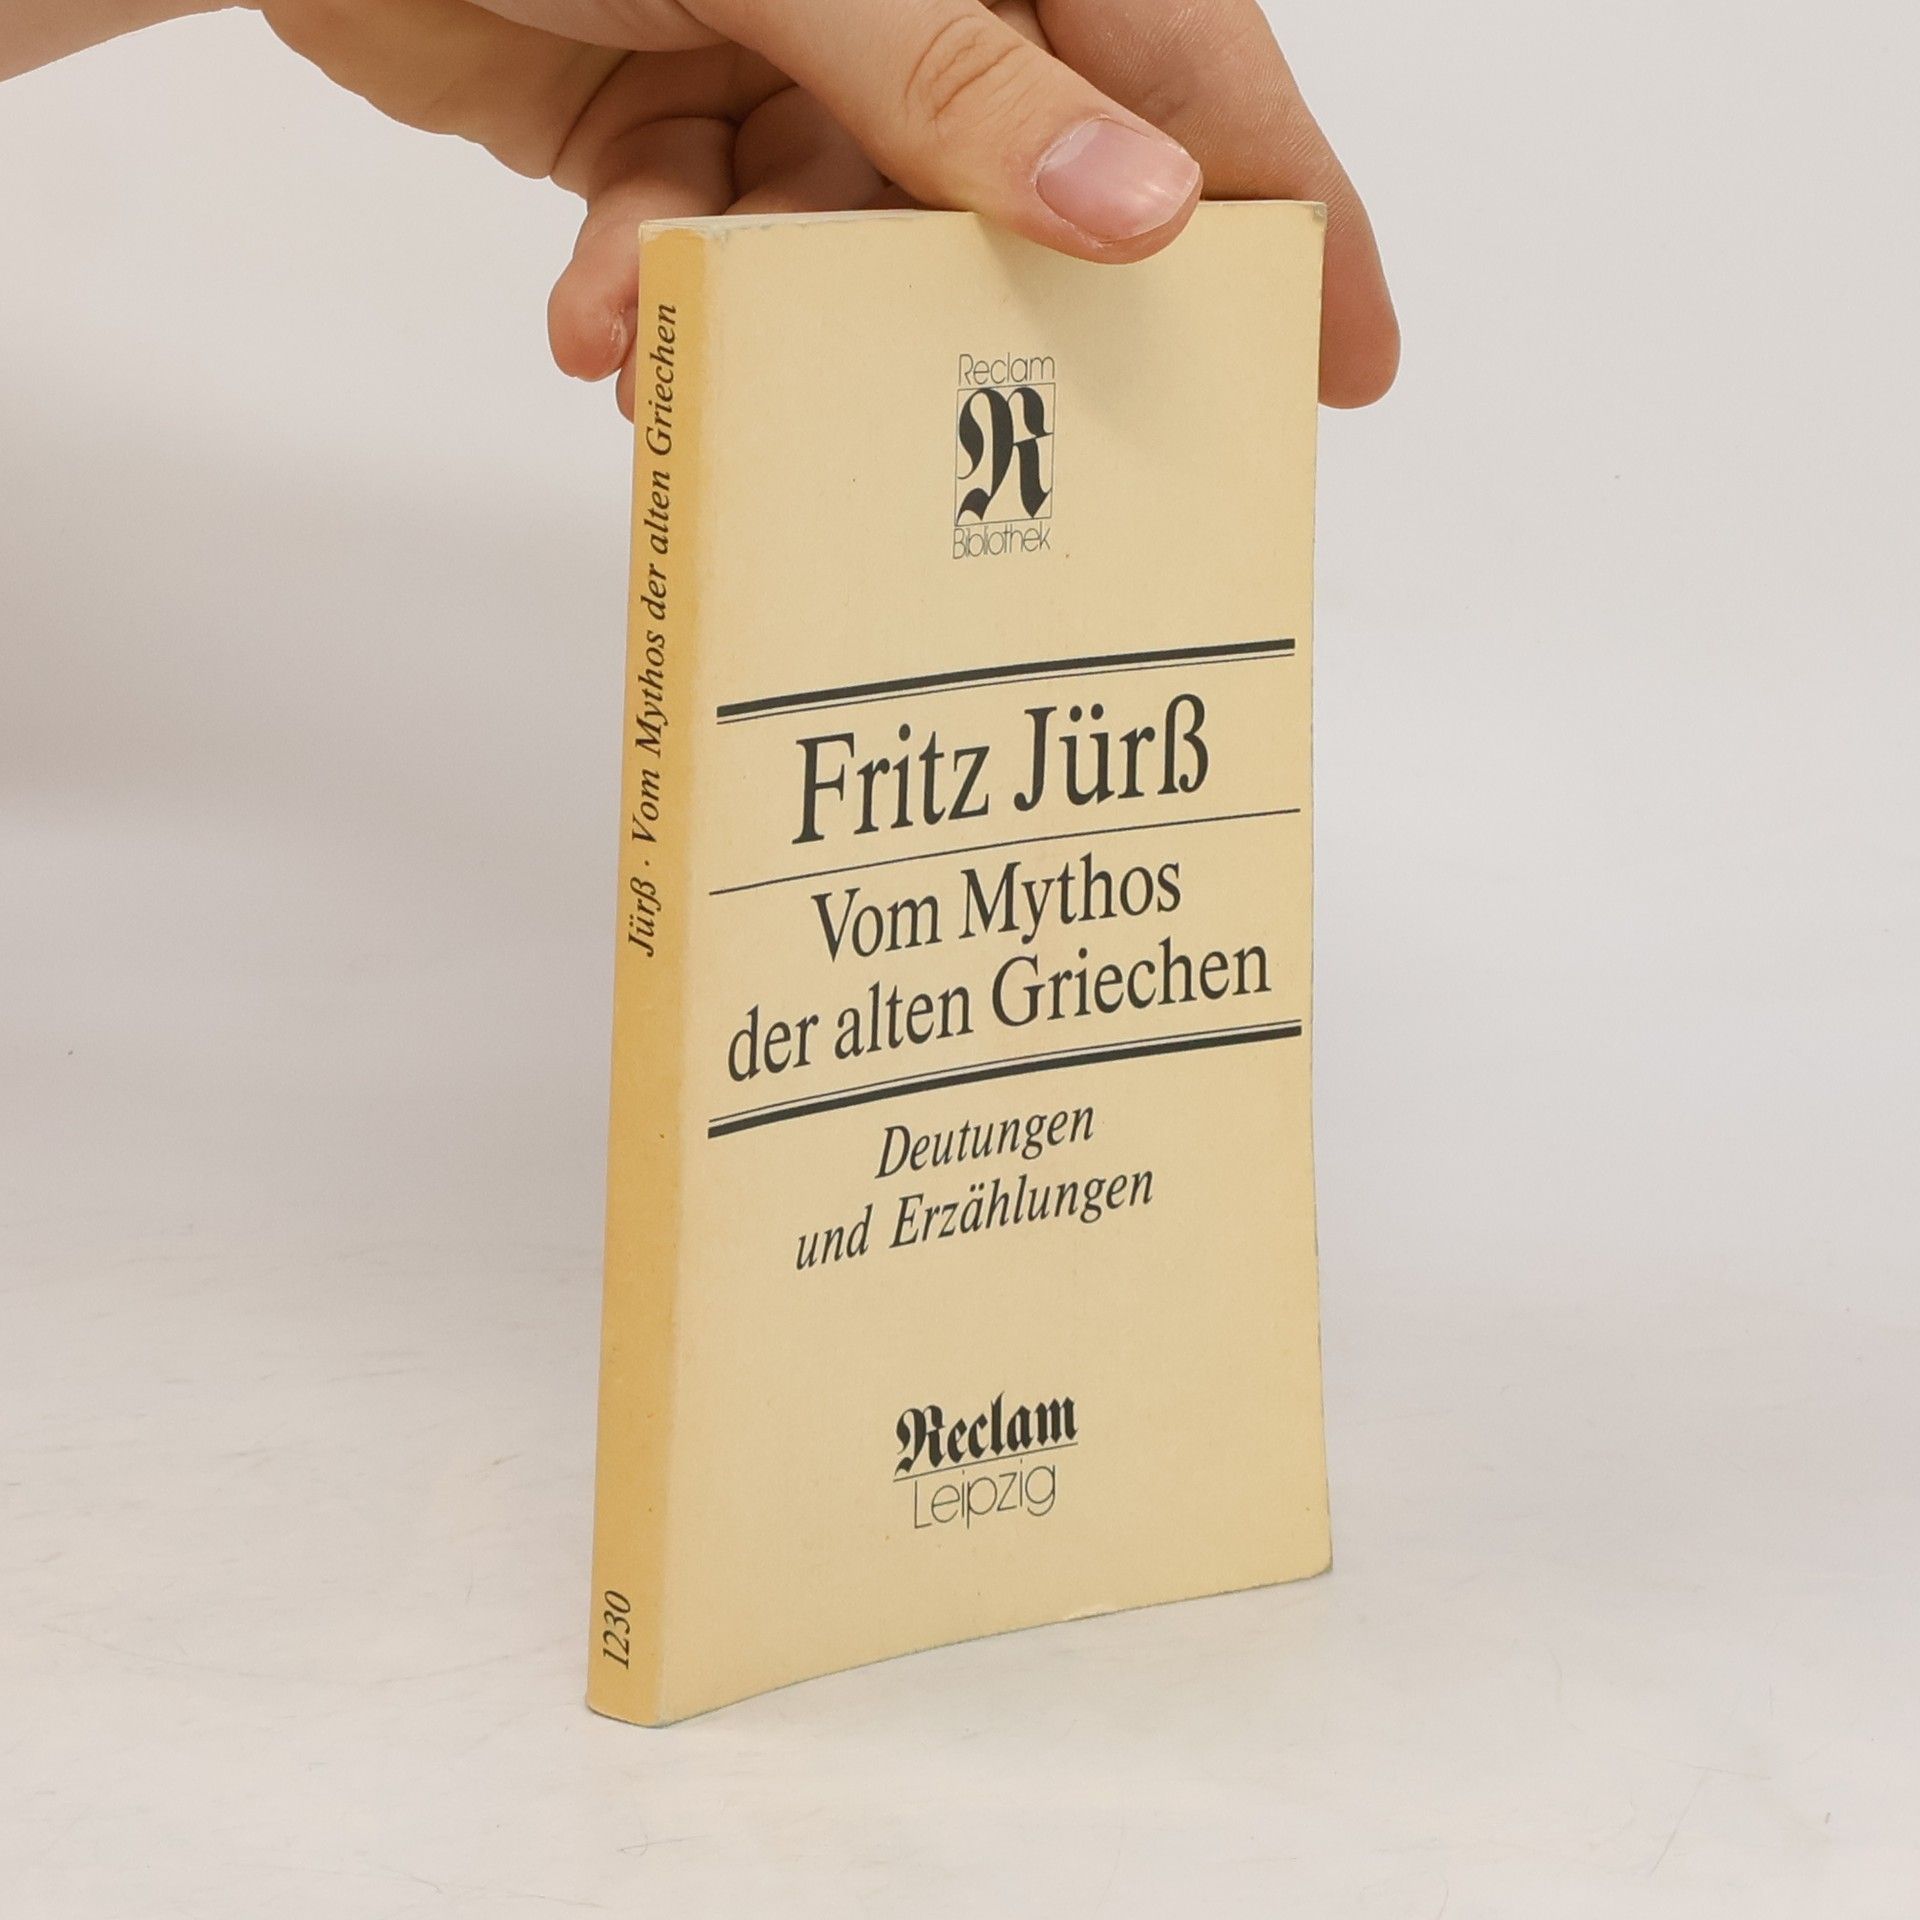 Jürß · Vom Mythos der alten Griechen
1230
Reclam
R
Bibliothek
Fritz Jürß
Vom Mythos
der alten Griechen
Deutungen
und Erzählungen
Reclam
Leipzig